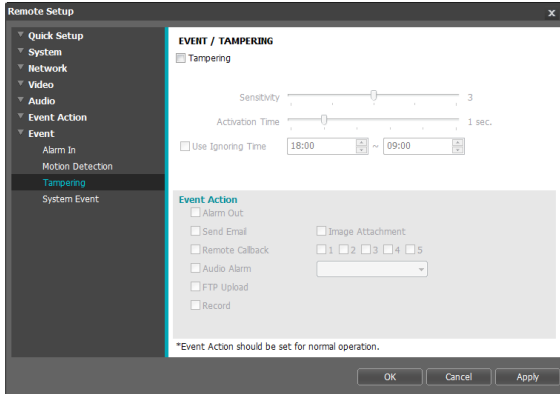 Remote Setup x
Quick Setup
System
Network
Video
Audio
Event Action
Event
Alarm In
Motion Detection
Tampering
System Event
EVENT / TAMPERING
Tampering
Sensitivity 3
Activation Time 1 sec.
Use Ignoring Time 18:00 ~ 09:00
Event Action
Alarm Out
Send Email Image Attachment
Remote Callback 1 2 3 4 5
Audio Alarm
FTP Upload
Record
*Event Action should be set for normal operation.
OK Cancel Apply